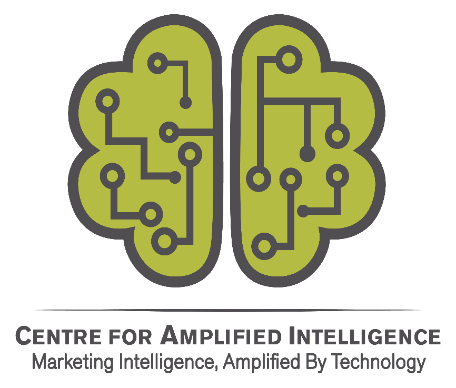 CENTRE FOR AMPLIFIED INTELLIGENCE
Marketing Intelligence, Amplified By Technology